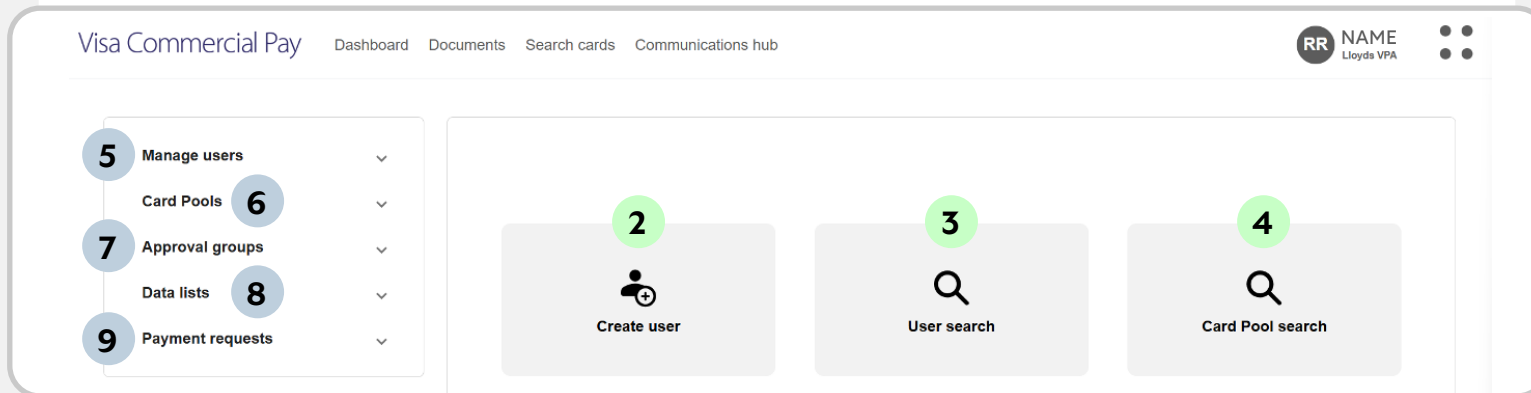 Visa Commercial Pay Dashboard Documents Search cards Communications hub
RR NAME
Lloyds VPA
5 Manage users
Card Pools 6
7 Approval groups
Data lists 8
9 Payment requests
2
Create user
3
User search
4
Card Pool search